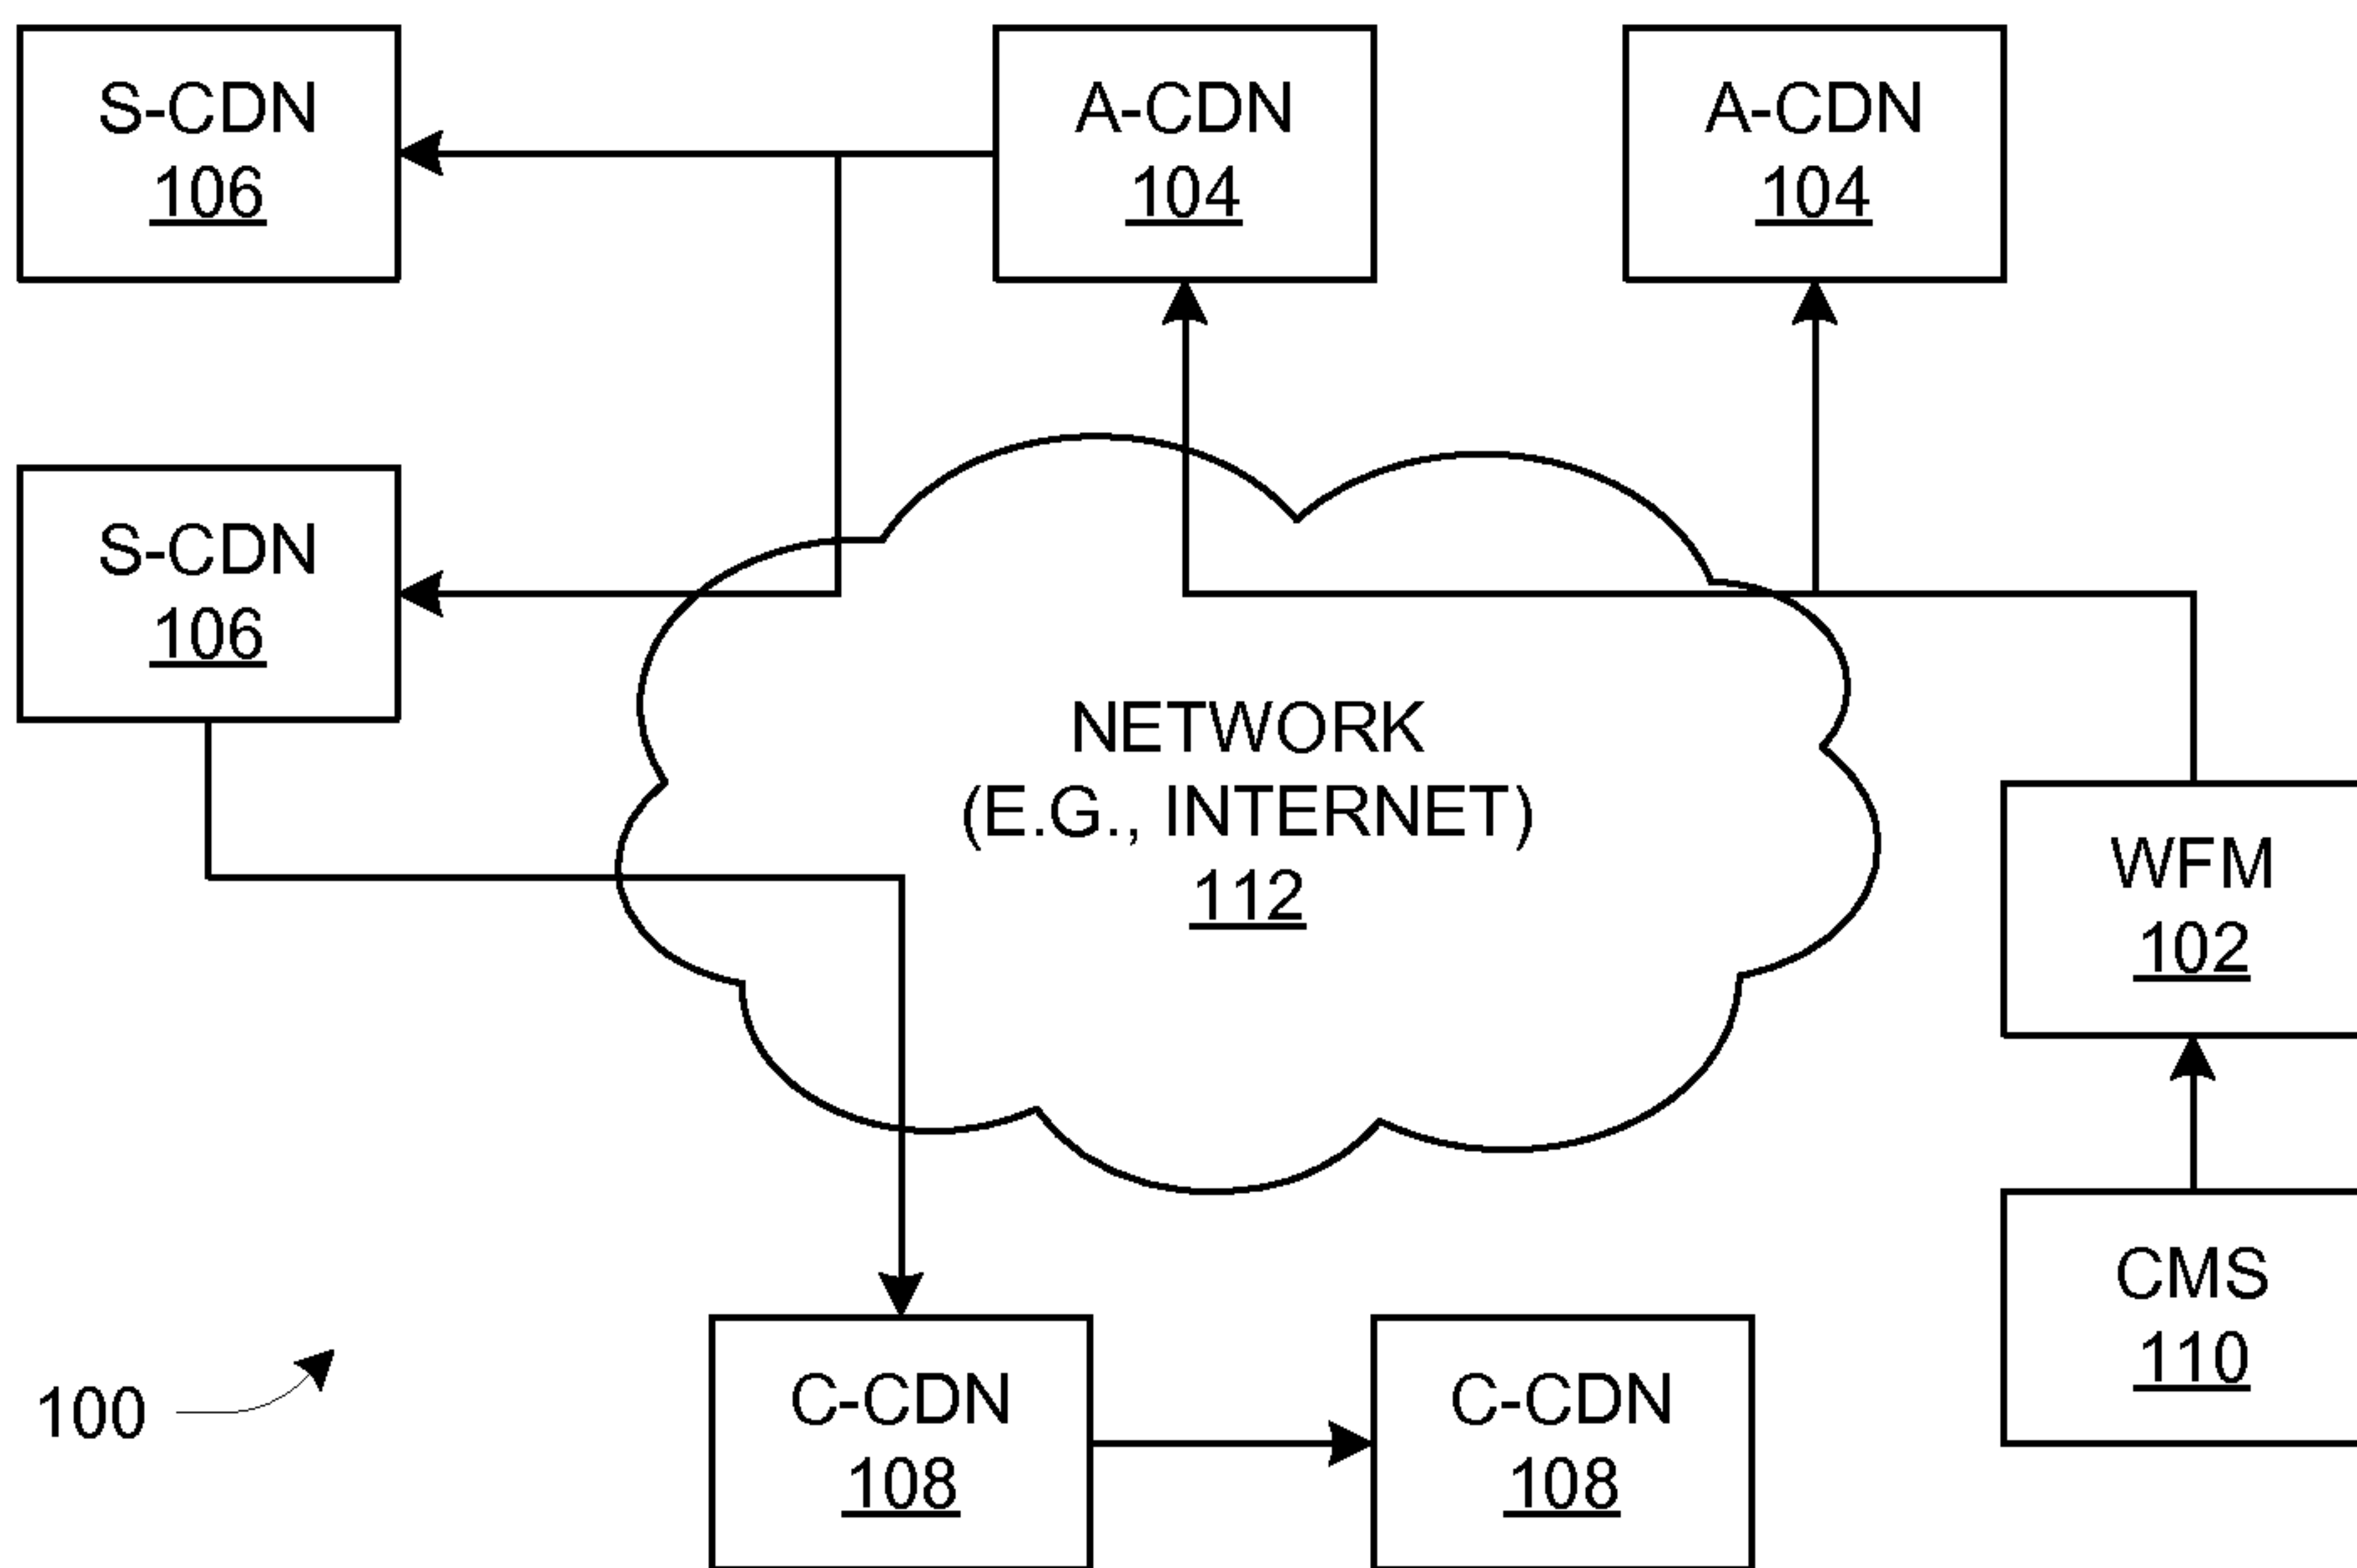 S-CDN
106
A-CDN
104
A-CDN
104
S-CDN
106
NETWORK
(E.G., INTERNET)
112
WFM
102
CMS
110
100
C-CDN
108
C-CDN
108